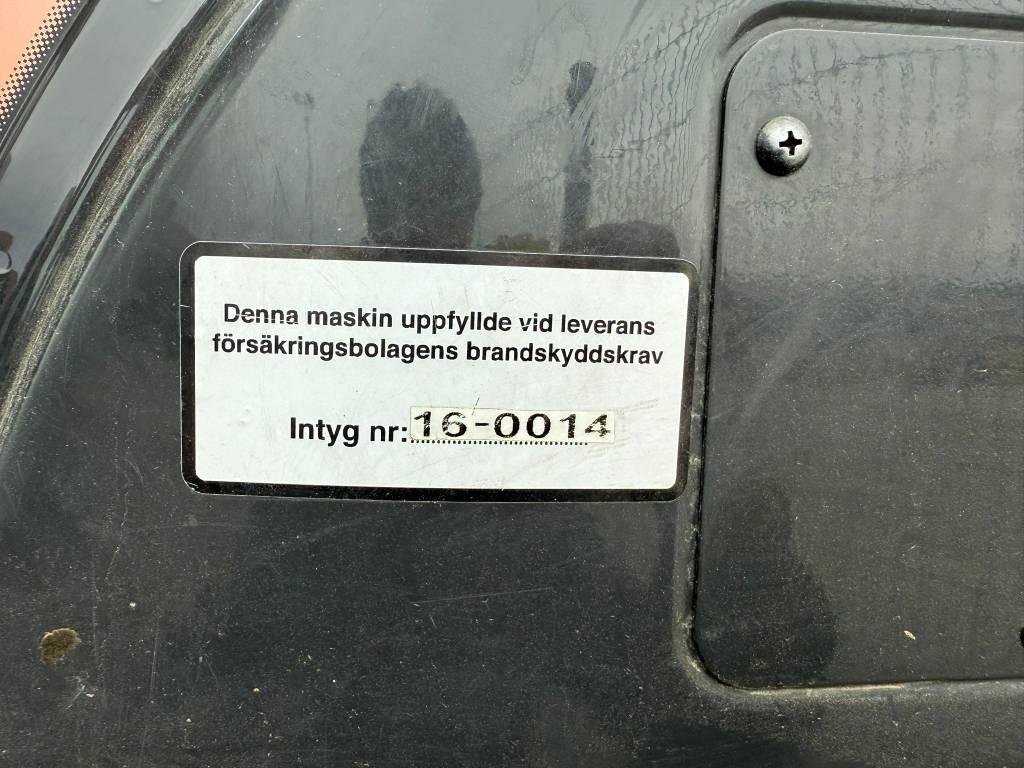 Denna maskin uppfyllde vid leverans
försäkringsbolagens brandskyddskrav
Intyg nr: 16-0014